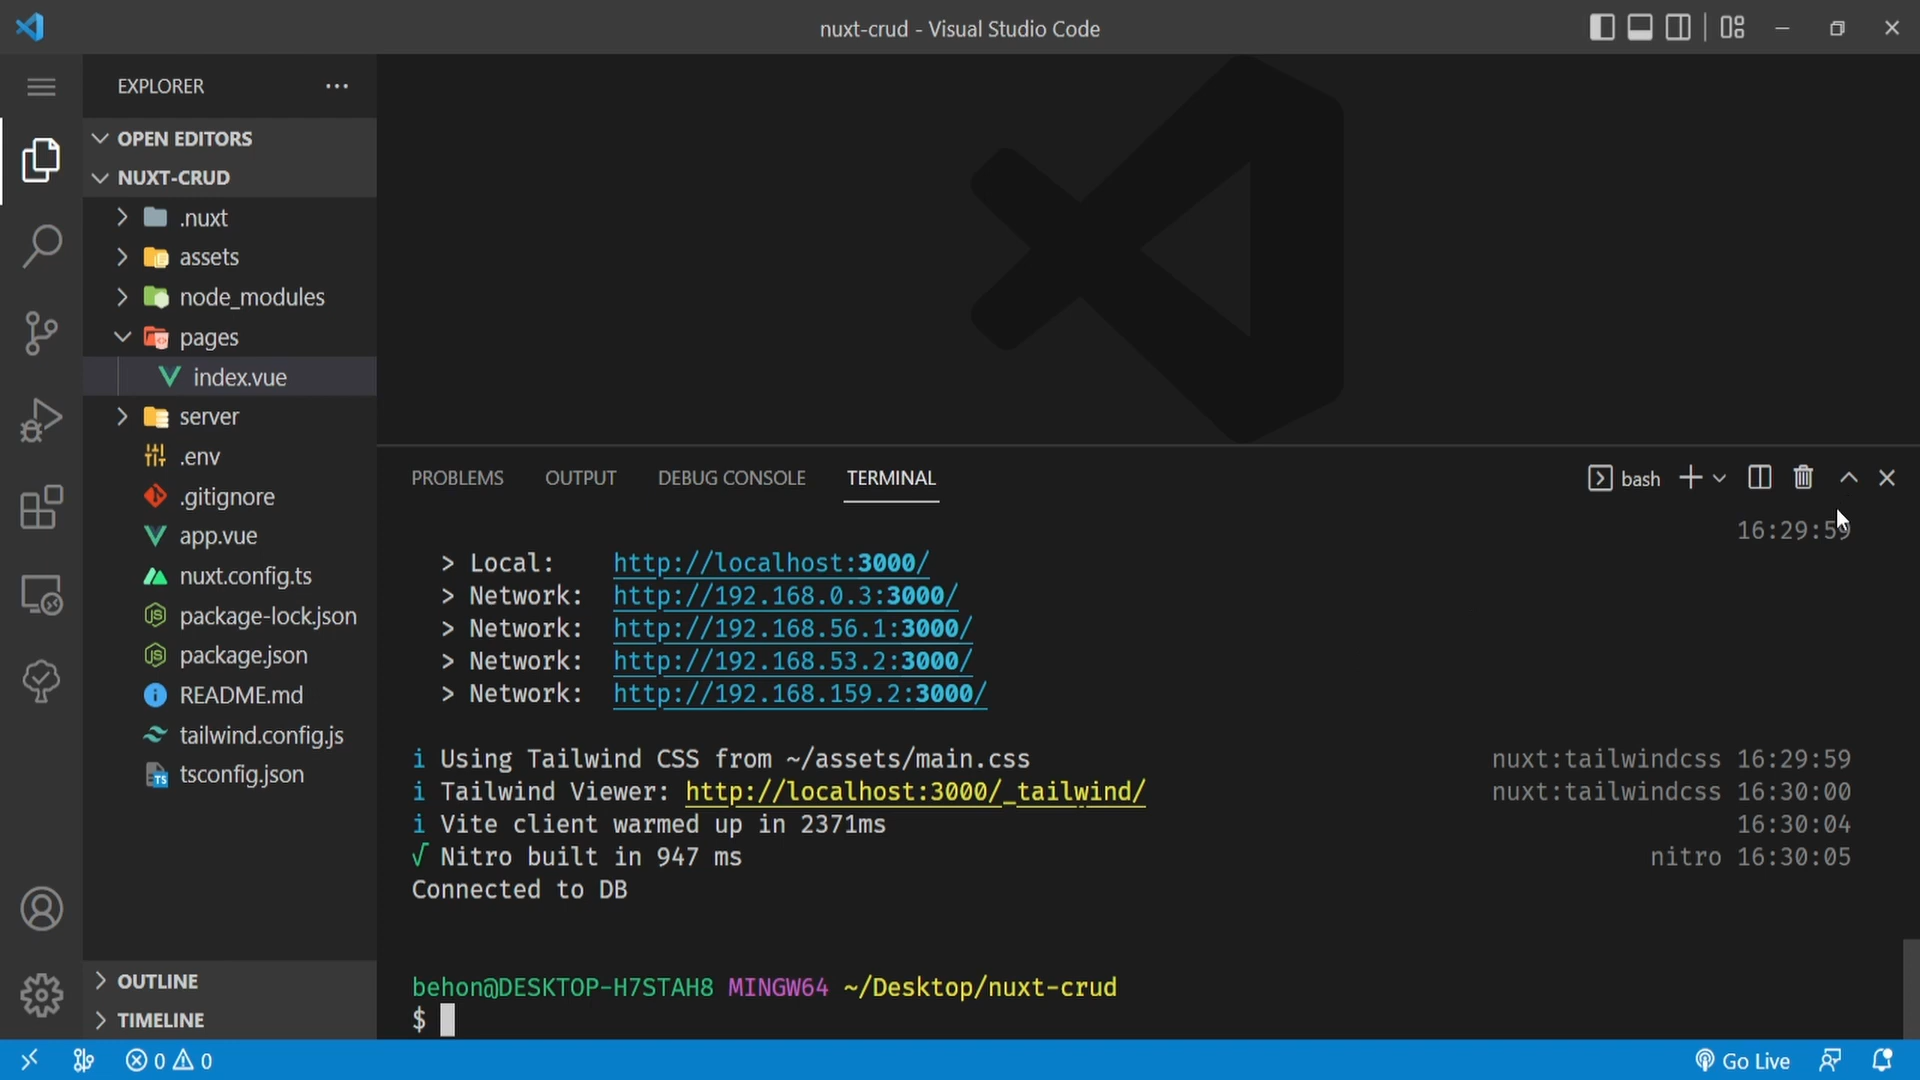 nuxt-crud - Visual Studio Code
EXPLORER
OPEN EDITORS
NUXT-CRUD
.nuxt
assets
node_modules
pages
index.vue
server
.env
.gitignore
app.vue
nuxt.config.ts
package-lock.json
package.json
README.md
tailwind.config.js
tsconfig.json
OUTLINE
TIMELINE
PROBLEMS OUTPUT DEBUG CONSOLE TERMINAL bash
16:29:59
> Local: http://localhost:3000/
> Network: http://192.168.0.3:3000/
> Network: http://192.168.56.1:3000/
> Network: http://192.168.53.2:3000/
> Network: http://192.168.159.2:3000/
i Using Tailwind CSS from ~/assets/main.css nuxt:tailwindcss 16:29:59
i Tailwind Viewer: http://localhost:3000/_tailwind/ nuxt:tailwindcss 16:30:00
i Vite client warmed up in 2371ms 16:30:04
√ Nitro built in 947 ms nitro 16:30:05
Connected to DB
behon@DESKTOP-H7STAH8 MINGW64 ~/Desktop/nuxt-crud
$
0 0 Go Live